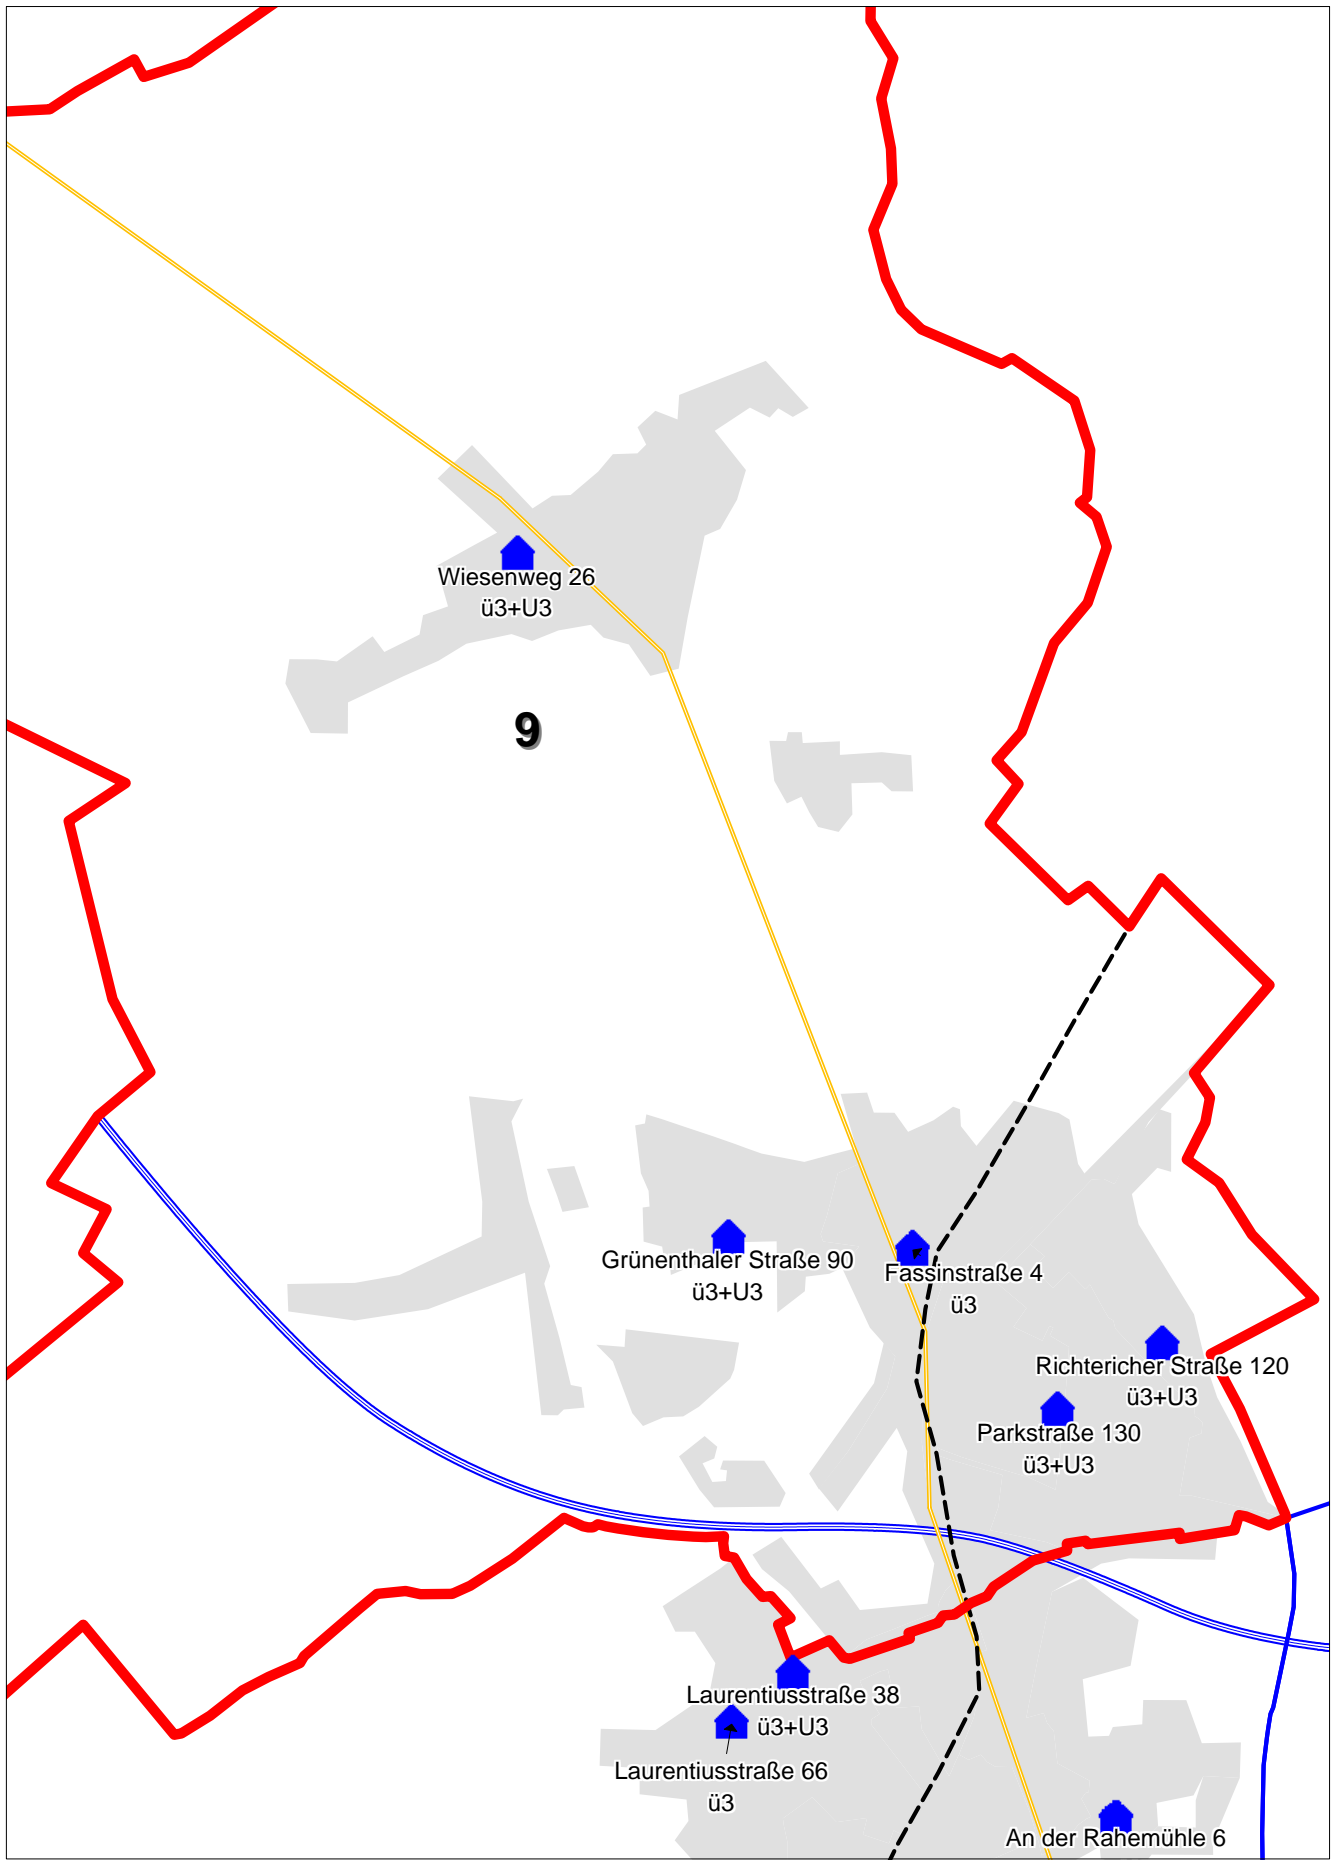 Wiesenweg 26
ü3+U3
9
Grünenthaler Straße 90
ü3+U3
Fassinstraße 4
ü3
Richtericher Straße 120
ü3+U3
Parkstraße 130
ü3+U3
Laurentiusstraße 38
ü3+U3
Laurentiusstraße 66
ü3
An der Rahemühle 6